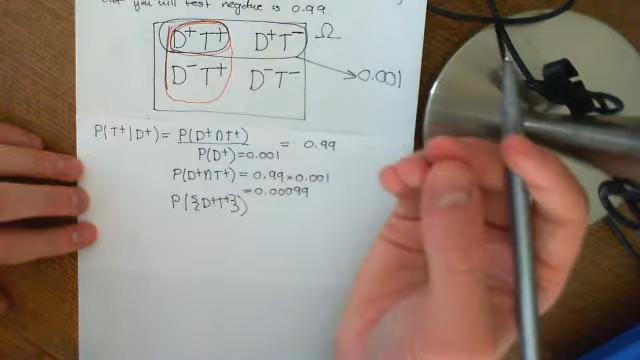 you will test negative is 0.99.
D⁺T⁺ D⁺T⁻ Ω
D⁻T⁺ D⁻T⁻ 0.001
P(T⁺|D⁺) = P(D⁺∩T⁺) / P(D⁺)=0.001 = 0.99
P(D⁺∩T⁺) = 0.99×0.001
=0.00099
P({D⁺T⁺})